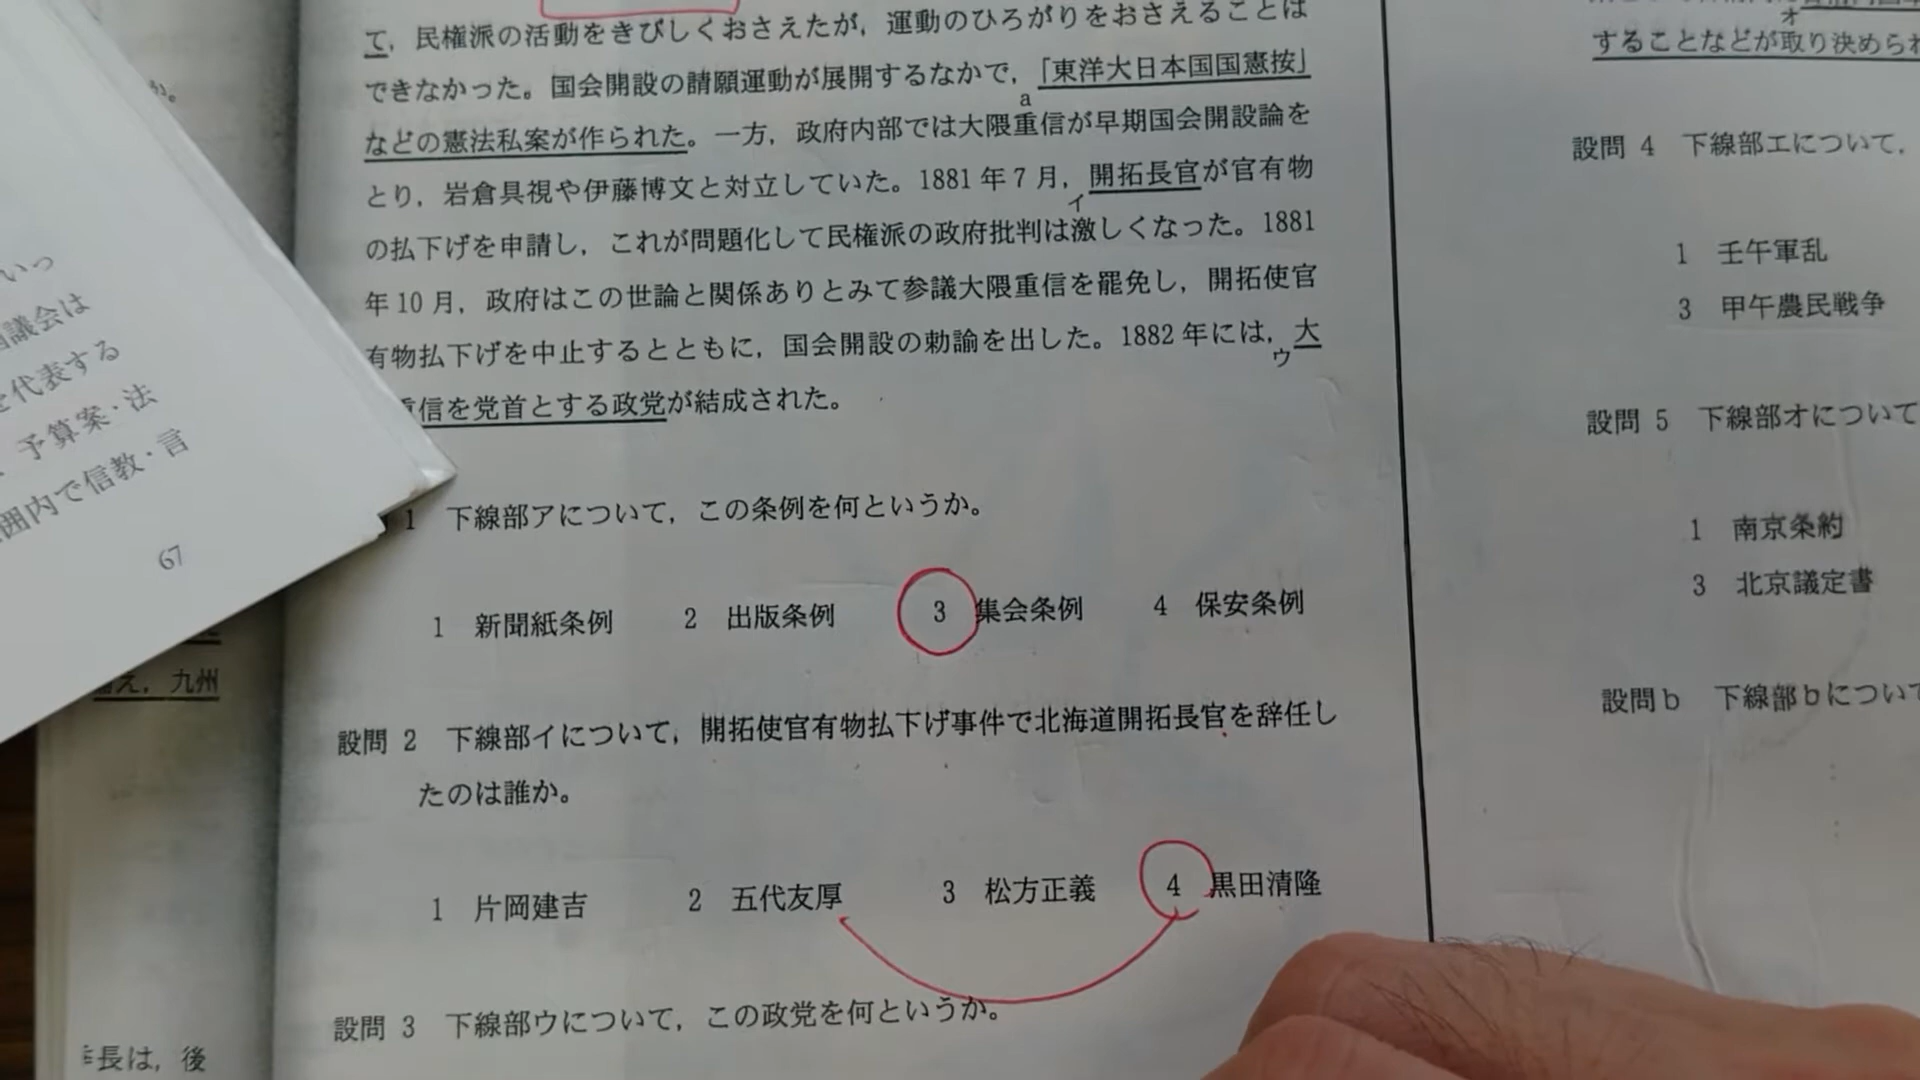 て，民権派の活動をきびしくおさえたが，運動のひろがりをおさえることは
できなかった。国会開設の請願運動が展開するなかで，「東洋大日本国国憲按」
a
などの憲法私案が作られた。一方，政府内部では大隈重信が早期国会開設論を
とり，岩倉具視や伊藤博文と対立していた。1881年7月，開拓長官が官有物
イ
の払下げを申請し，これが問題化して民権派の政府批判は激しくなった。1881
年10月，政府はこの世論と関係ありとみて参議大隈重信を罷免し，開拓使官
有物払下げを中止するとともに，国会開設の勅諭を出した。1882年には，大
ウ
重信を党首とする政党が結成された。
1 下線部アについて，この条例を何というか。
1 新聞紙条例 2 出版条例 3 集会条例 4 保安条例
設問 2 下線部イについて，開拓使官有物払下げ事件で北海道開拓長官を辞任し
たのは誰か。
1 片岡建吉 2 五代友厚 3 松方正義 4 黒田清隆
設問 3 下線部ウについて，この政党を何というか。
か。
いっ
議会は
代表する
予算案・法
囲内で信教・言
67
え，九州
長は，後
オ
することなどが取り決められ
設問 4 下線部エについて，
1 壬午軍乱
3 甲午農民戦争
設問 5 下線部オについて
1 南京条約
3 北京議定書
設問 b 下線部bについて